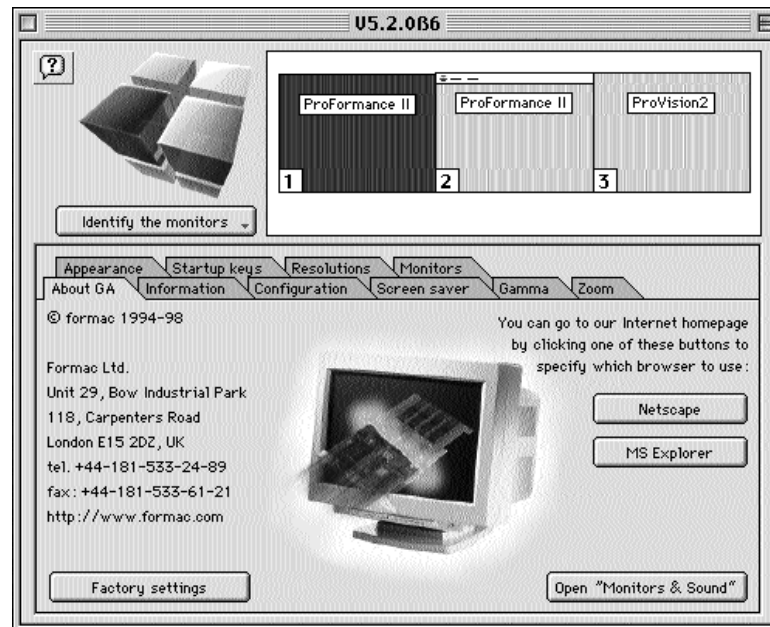 V5.2.0ß6
?
ProFormance II
ProFormance II
ProVision2
1
2
3
Identify the monitors
Appearance
Startup keys
Resolutions
Monitors
About GA
Information
Configuration
Screen saver
Gamma
Zoom
© formac 1994-98
You can go to our Internet homepage
by clicking one of these buttons to
specify which browser to use:
Formac Ltd.
Unit 29, Bow Industrial Park
118, Carpenters Road
London E15 2DZ, UK
tel. +44-181-533-24-89
fax: +44-181-533-61-21
http://www.formac.com
Netscape
MS Explorer
Factory settings
Open "Monitors & Sound"